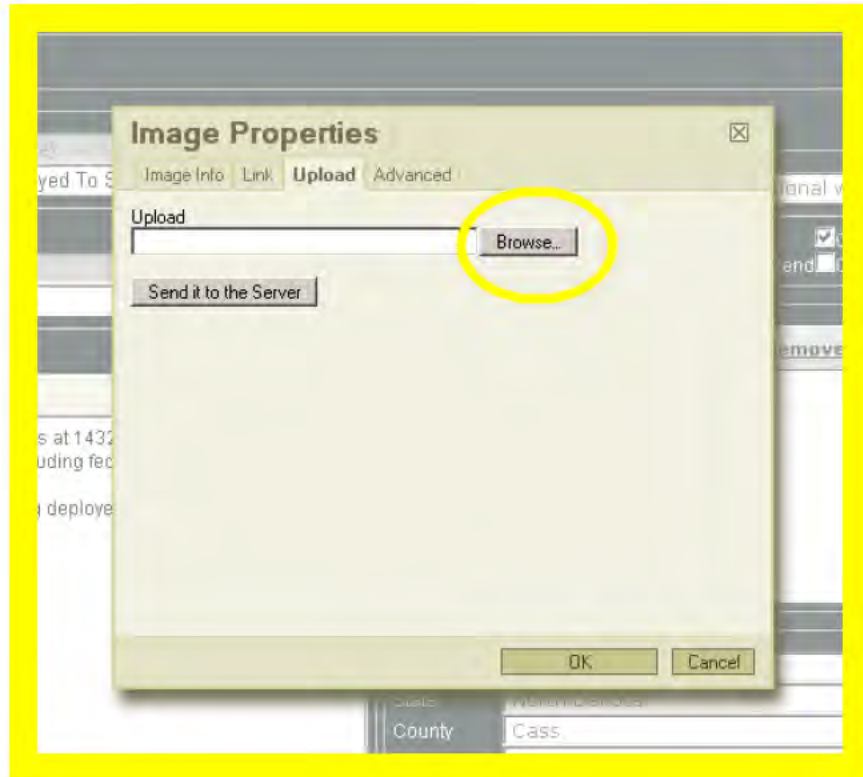 Image Properties
Image Info Link Upload Advanced
yed To S
ional w
Upload
Browse...
end
Send it to the Server
emove
s at 1432
uding fed
g deploye
OK Cancel
State
County Cass